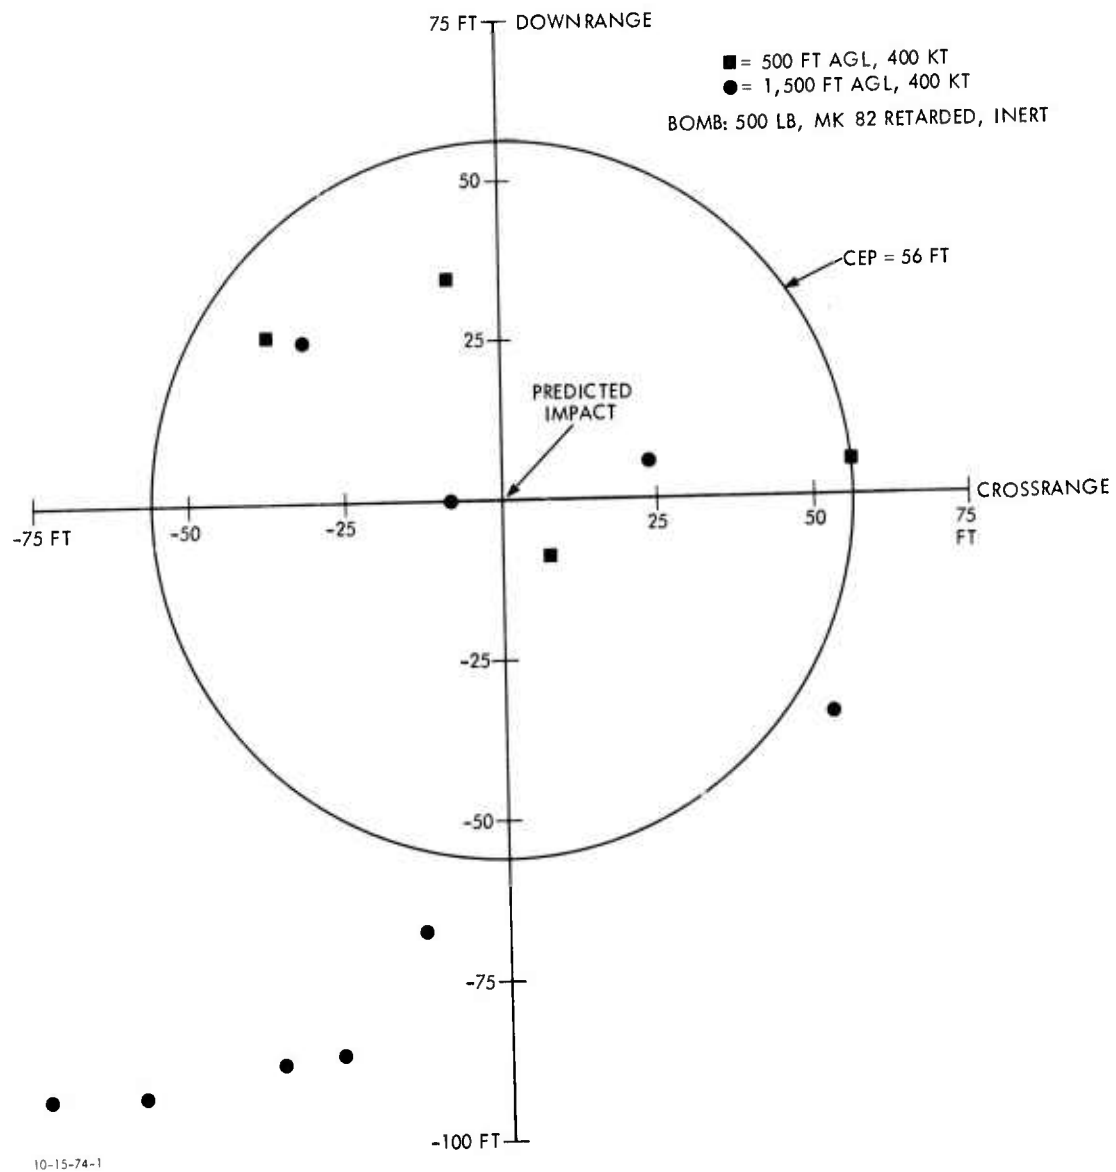 75 FT DOWNRANGE
■ = 500 FT AGL, 400 KT
● = 1,500 FT AGL, 400 KT
BOMB: 500 LB, MK 82 RETARDED, INERT
50
CEP = 56 FT
25
PREDICTED
IMPACT
CROSSRANGE
-75 FT
-50
-25
25
50
75
FT
-25
-50
-75
-100 FT
10-15-74-1